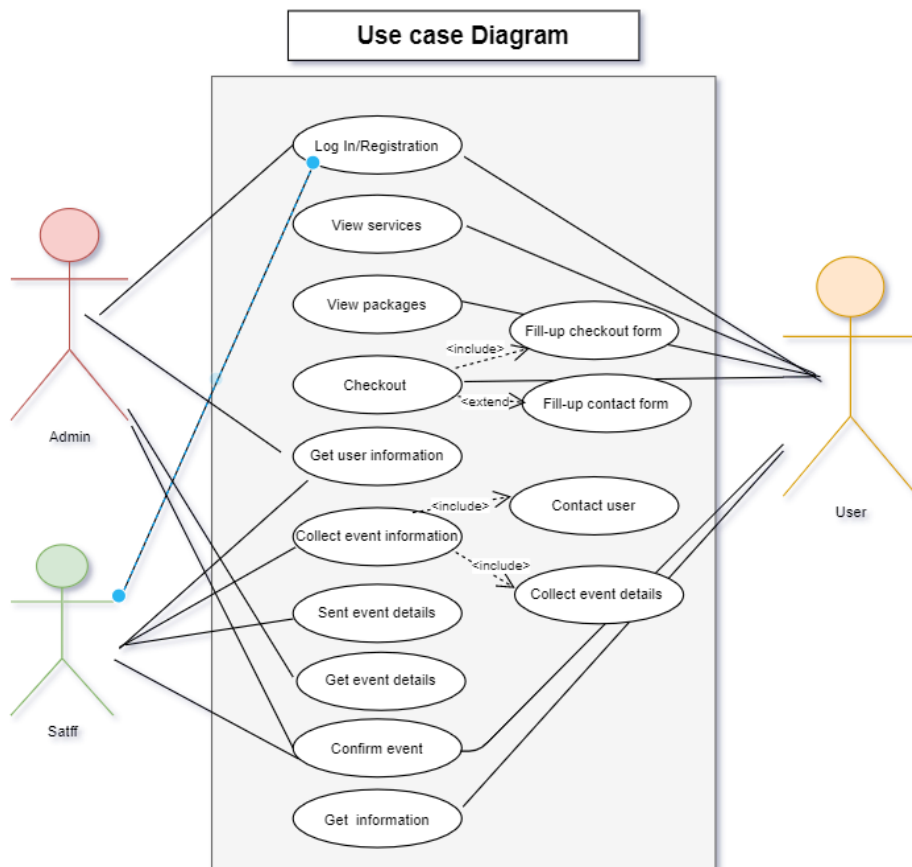 Use case Diagram
Log In/Registration
View services
View packages
Fill-up checkout form
<include>
Checkout
<extend
Fill-up contact form
Admin
Get user information
Contact user
<include>
User
Collect event information
<include>
Collect event details
Sent event details
Get event details
Satff
Confirm event
Get information